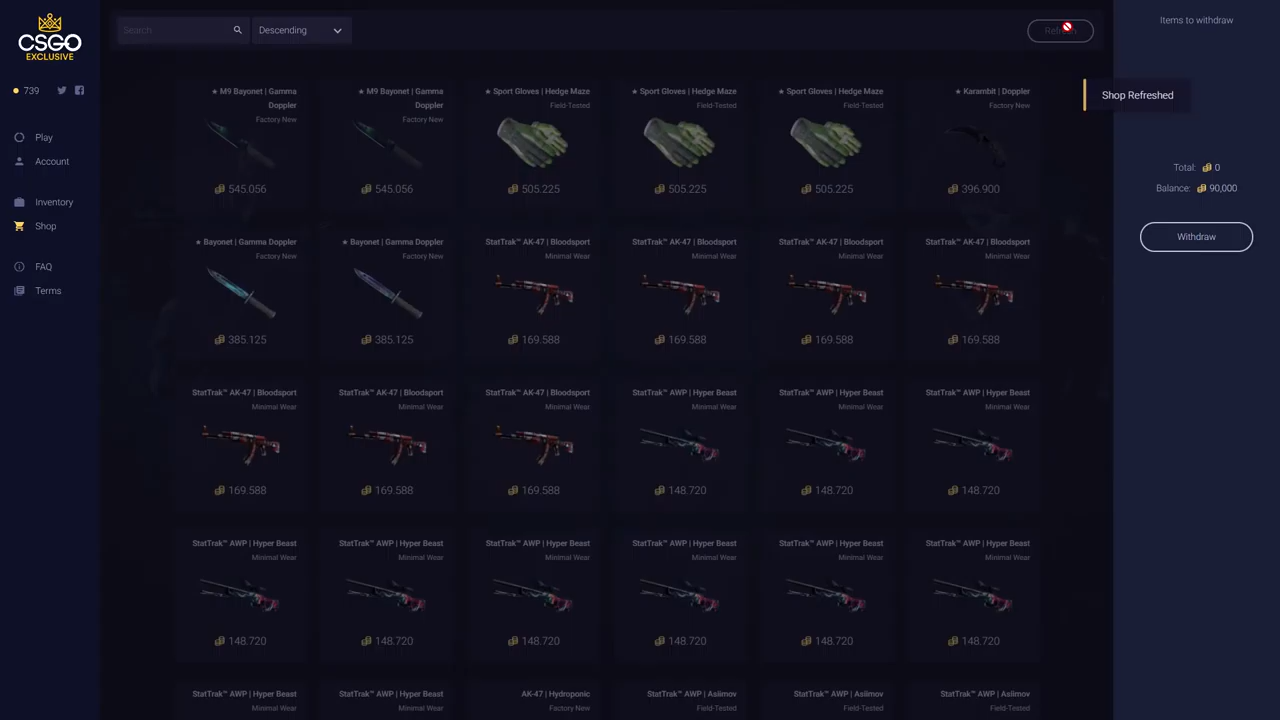 CSGO
EXCLUSIVE
739
Play
Account
Inventory
Shop
FAQ
Terms
Search
Descending
Refresh
Items to withdraw
Shop Refreshed
Total: 0
Balance: 90,000
Withdraw
★ M9 Bayonet | Gamma
Doppler
Factory New
545.056
★ M9 Bayonet | Gamma
Doppler
Factory New
545.056
★ Sport Gloves | Hedge Maze
Field-Tested
505.225
★ Sport Gloves | Hedge Maze
Field-Tested
505.225
★ Sport Gloves | Hedge Maze
Field-Tested
505.225
★ Karambit | Doppler
Factory New
396.900
★ Bayonet | Gamma Doppler
Factory New
385.125
★ Bayonet | Gamma Doppler
Factory New
385.125
StatTrak™ AK-47 | Bloodsport
Minimal Wear
169.588
StatTrak™ AK-47 | Bloodsport
Minimal Wear
169.588
StatTrak™ AK-47 | Bloodsport
Minimal Wear
169.588
StatTrak™ AK-47 | Bloodsport
Minimal Wear
169.588
StatTrak™ AK-47 | Bloodsport
Minimal Wear
169.588
StatTrak™ AK-47 | Bloodsport
Minimal Wear
169.588
StatTrak™ AK-47 | Bloodsport
Minimal Wear
169.588
StatTrak™ AWP | Hyper Beast
Minimal Wear
148.720
StatTrak™ AWP | Hyper Beast
Minimal Wear
148.720
StatTrak™ AWP | Hyper Beast
Minimal Wear
148.720
StatTrak™ AWP | Hyper Beast
Minimal Wear
148.720
StatTrak™ AWP | Hyper Beast
Minimal Wear
148.720
StatTrak™ AWP | Hyper Beast
Minimal Wear
148.720
StatTrak™ AWP | Hyper Beast
Minimal Wear
148.720
StatTrak™ AWP | Hyper Beast
Minimal Wear
148.720
StatTrak™ AWP | Hyper Beast
Minimal Wear
148.720
StatTrak™ AWP | Hyper Beast
Minimal Wear
StatTrak™ AWP | Hyper Beast
Minimal Wear
AK-47 | Hydroponic
Factory New
StatTrak™ AWP | Asiimov
Field-Tested
StatTrak™ AWP | Asiimov
Field-Tested
StatTrak™ AWP | Asiimov
Field-Tested